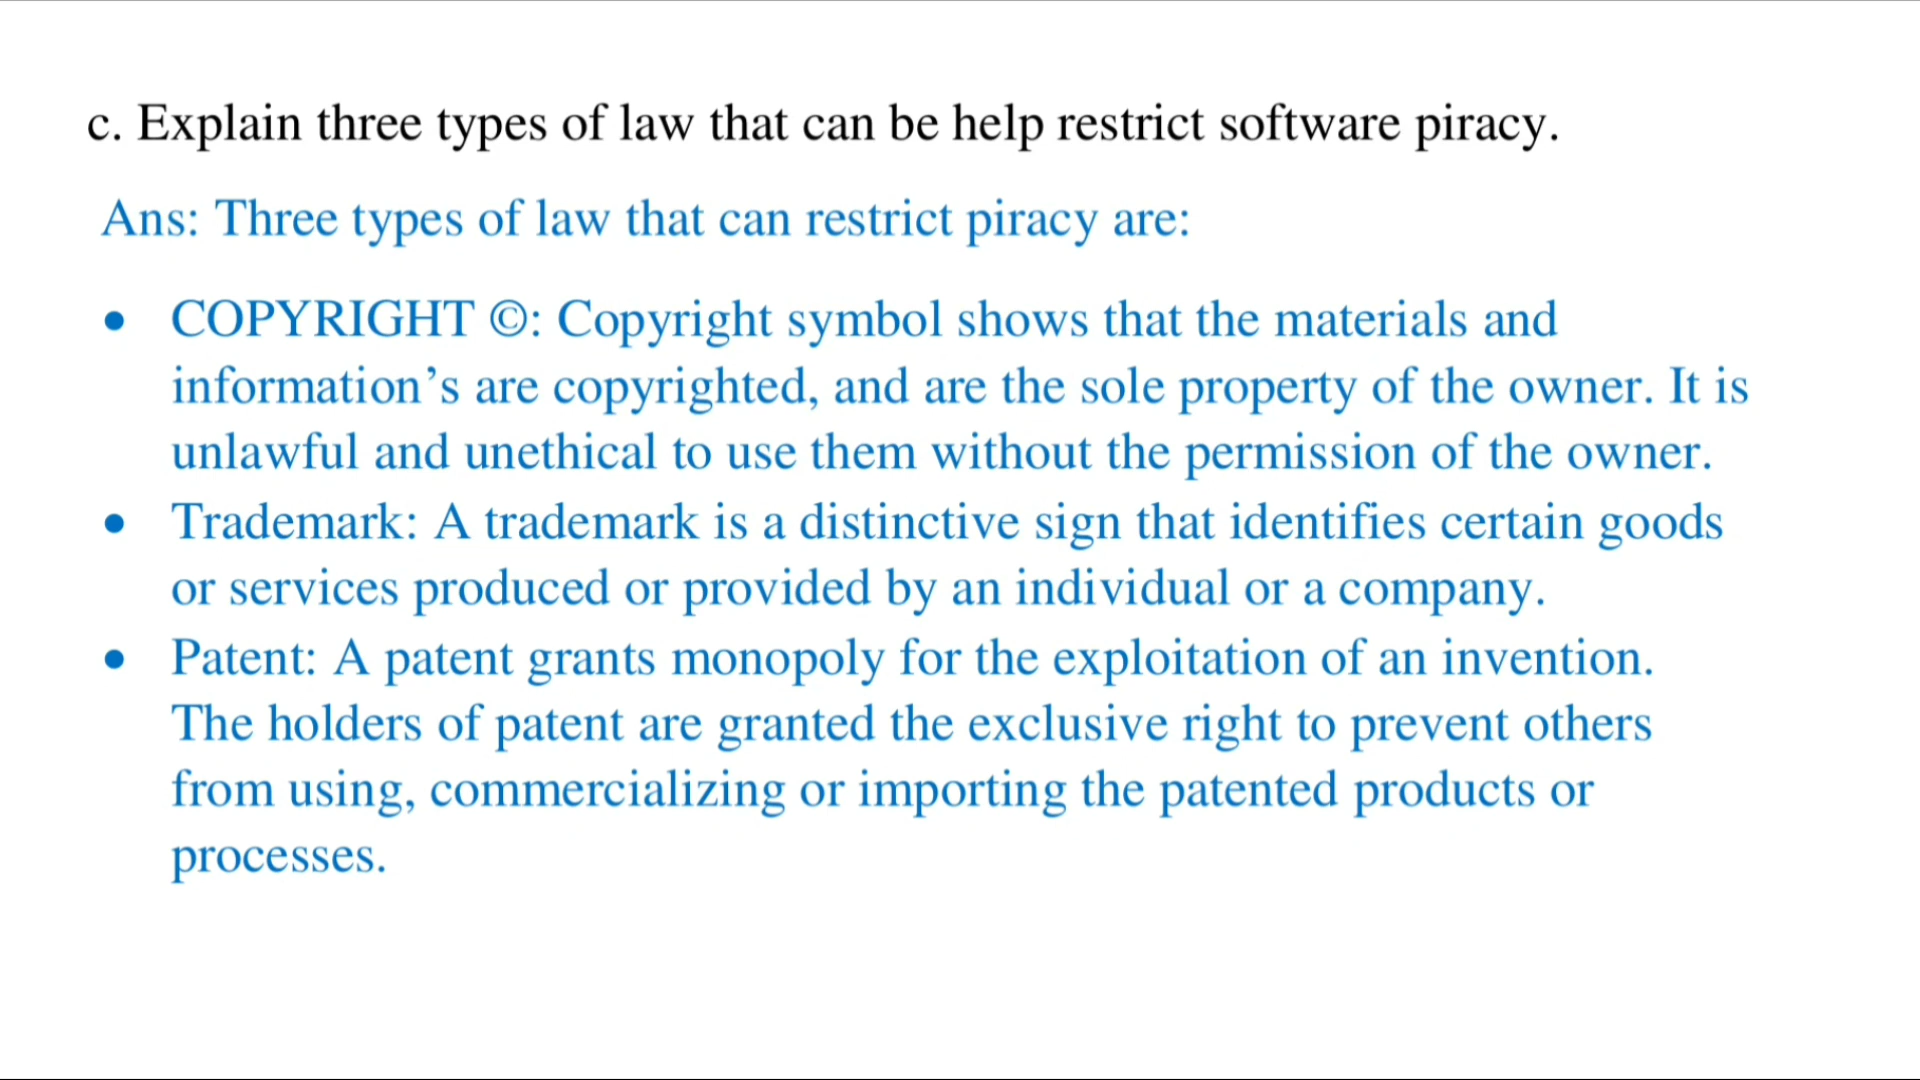 c. Explain three types of law that can be help restrict software piracy.
Ans: Three types of law that can restrict piracy are:
• COPYRIGHT ©: Copyright symbol shows that the materials and
information’s are copyrighted, and are the sole property of the owner. It is
unlawful and unethical to use them without the permission of the owner.
• Trademark: A trademark is a distinctive sign that identifies certain goods
or services produced or provided by an individual or a company.
• Patent: A patent grants monopoly for the exploitation of an invention.
The holders of patent are granted the exclusive right to prevent others
from using, commercializing or importing the patented products or
processes.